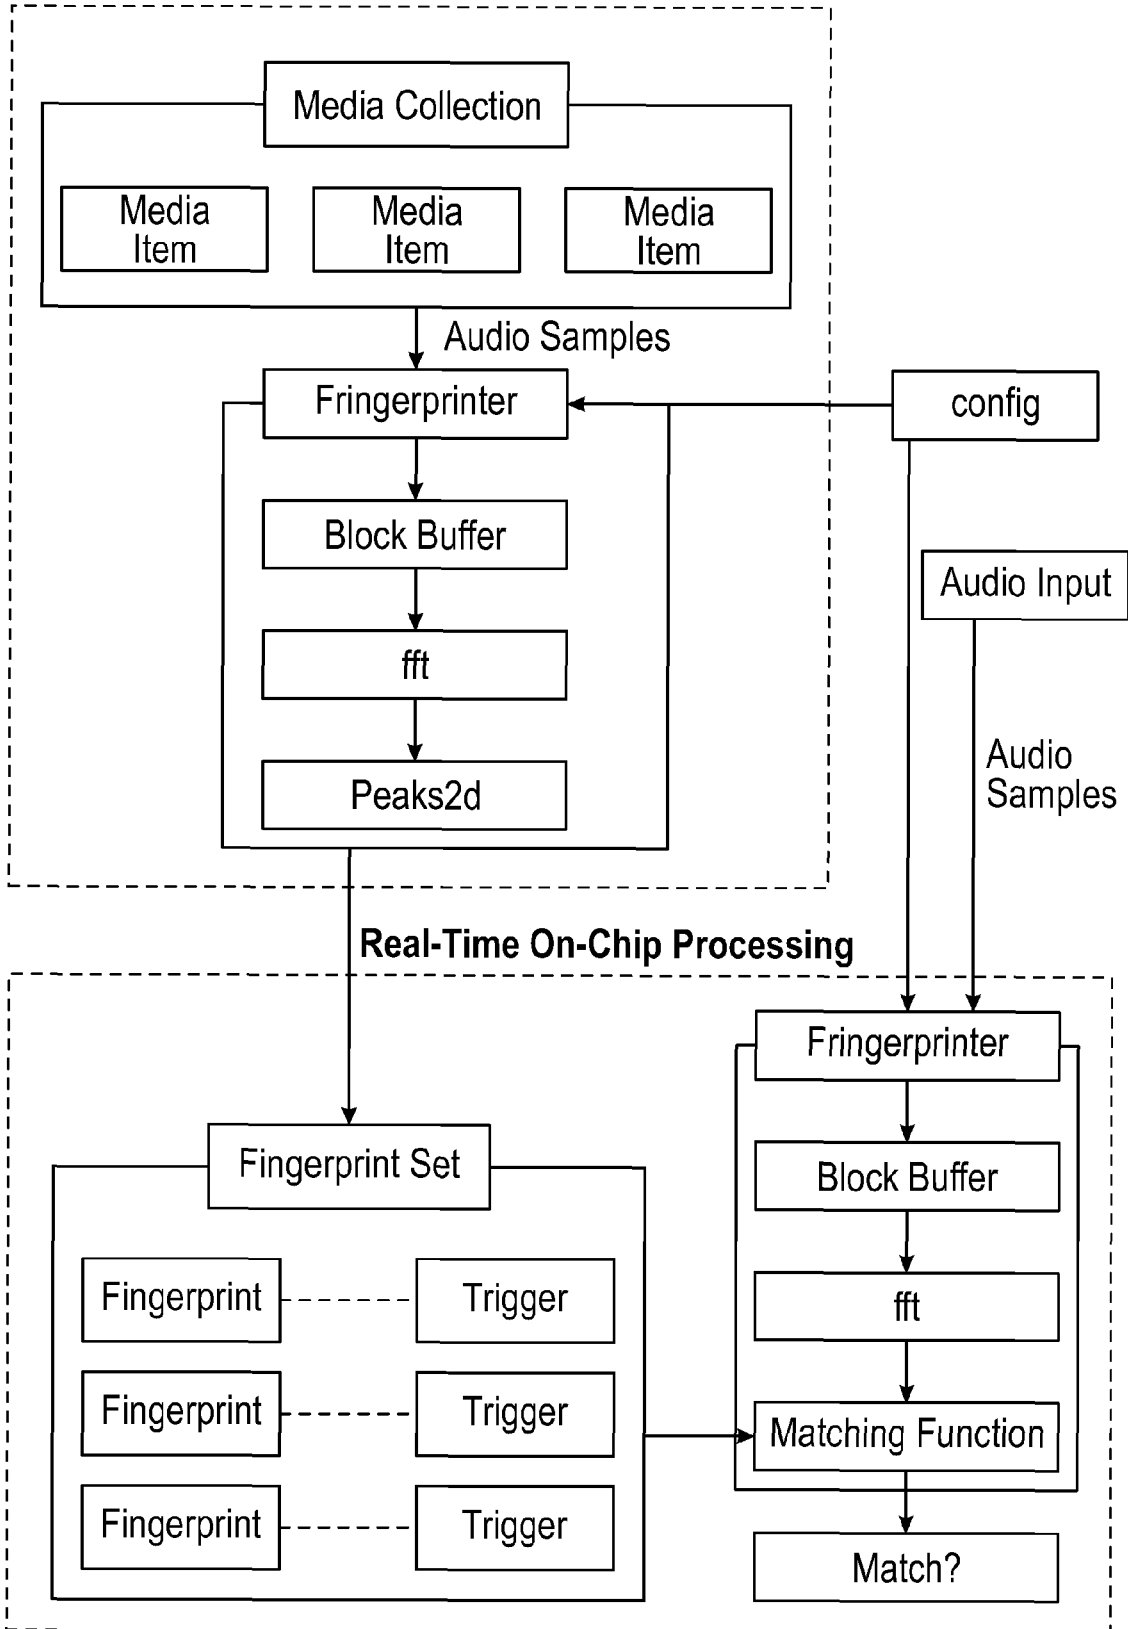 Media Collection
Media
Item
Media
Item
Media
Item
Audio Samples
Fringerprinter
config
Block Buffer
Audio Input
fft
Audio
Samples
Peaks2d
Real-Time On-Chip Processing
Fringerprinter
Fingerprint Set
Block Buffer
Fingerprint
Trigger
fft
Fingerprint
Trigger
Matching Function
Fingerprint
Trigger
Match?